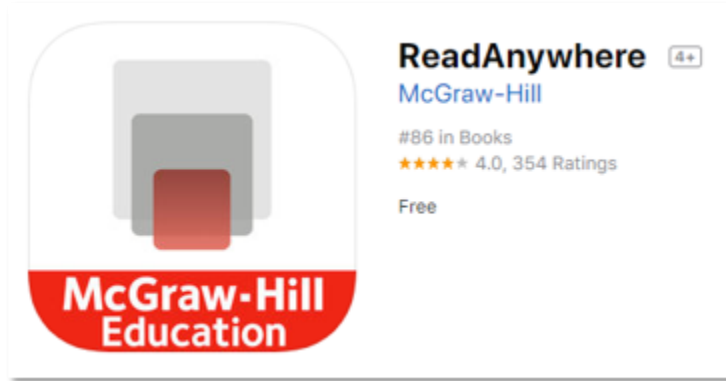 McGraw-Hill
Education
ReadAnywhere 4+
McGraw-Hill
#86 in Books
★★★★★ 4.0, 354 Ratings
Free